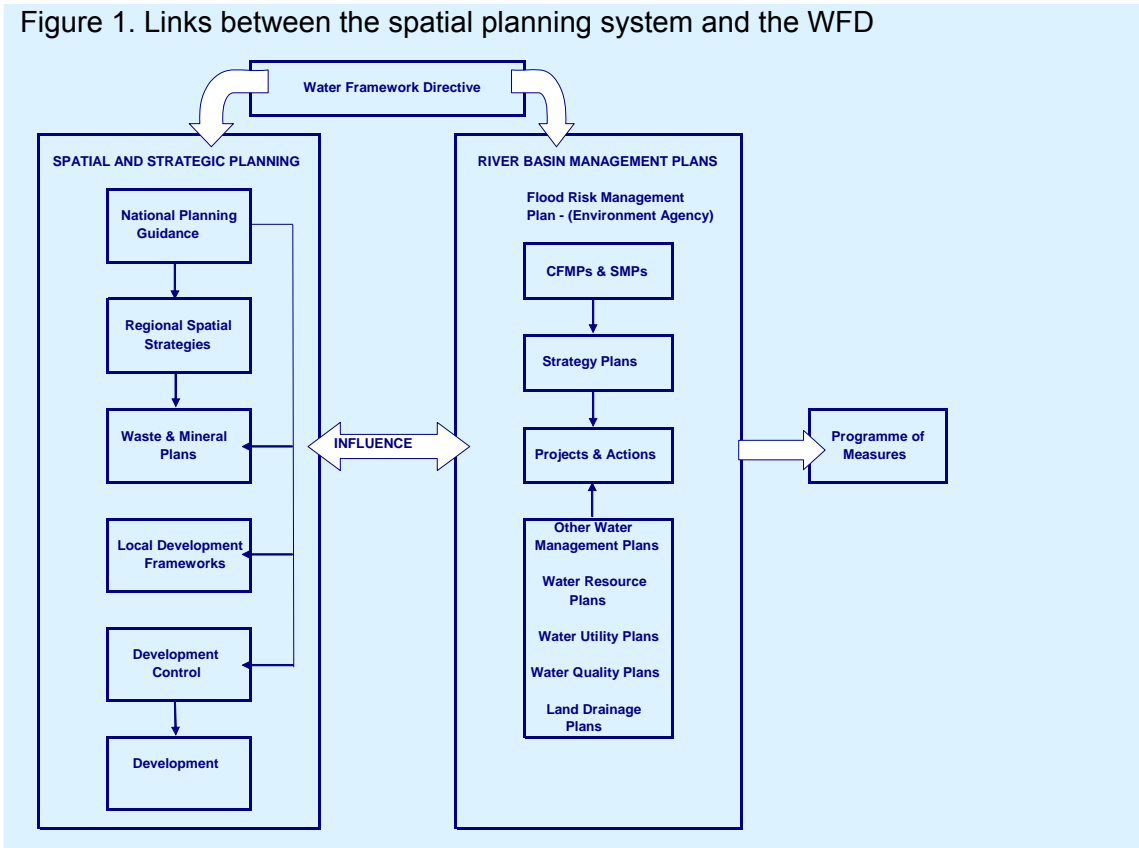 Figure 1. Links between the spatial planning system and the WFD
Water Framework Directive
SPATIAL AND STRATEGIC PLANNING
National Planning
Guidance
Regional Spatial
Strategies
Waste & Mineral
Plans
Local Development
Frameworks
Development
Control
Development
INFLUENCE
RIVER BASIN MANAGEMENT PLANS
Flood Risk Management
Plan - (Environment Agency)
CFMPs & SMPs
Strategy Plans
Projects & Actions
Other Water
Management Plans
Water Resource
Plans
Water Utility Plans
Water Quality Plans
Land Drainage
Plans
Programme of
Measures